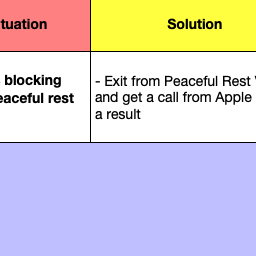 tuation
Solution
blocking
eaceful rest
- Exit from Peaceful Rest
and get a call from Apple
a result